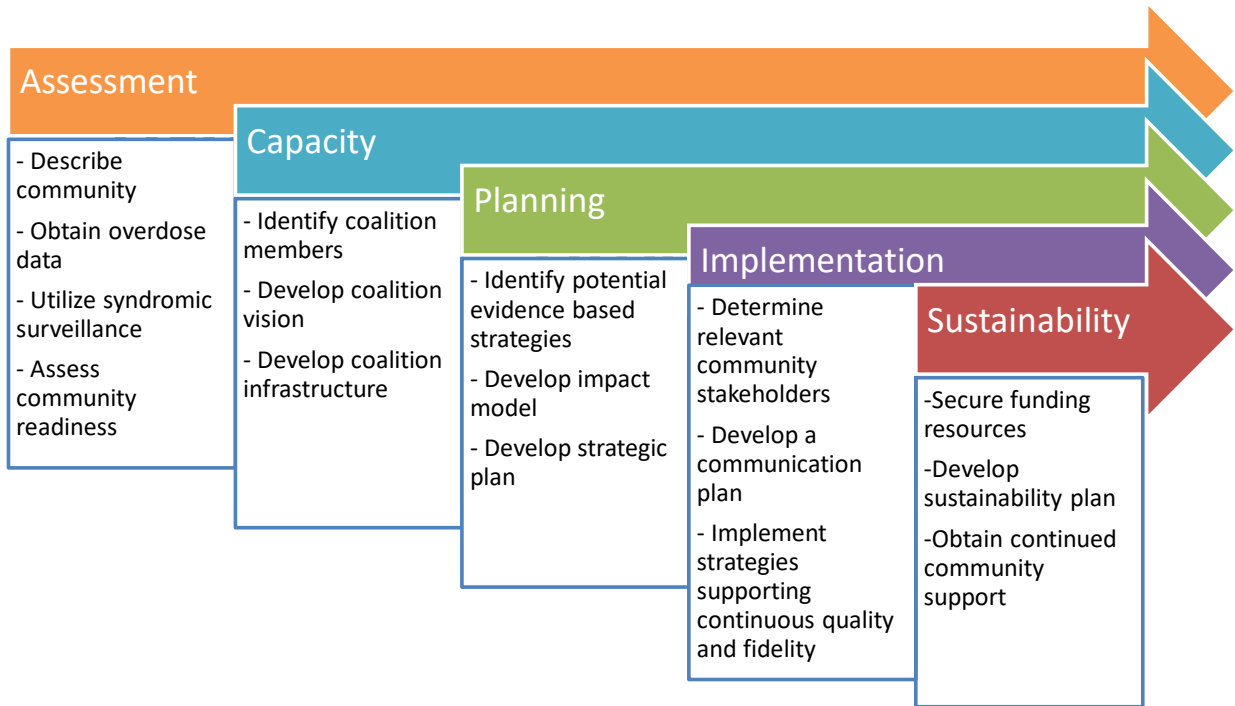 Assessment
- Describe
community
- Obtain overdose
data
- Utilize syndromic
surveillance
- Assess
community
readiness
Capacity
- Identify coalition
members
- Develop coalition
vision
- Develop coalition
infrastructure
Planning
- Identify potential
evidence based
strategies
- Develop impact
model
- Develop strategic
plan
Implementation
- Determine
relevant
community
stakeholders
- Develop a
communication
plan
- Implement
strategies
supporting
continuous quality
and fidelity
Sustainability
-Secure funding
resources
-Develop
sustainability plan
-Obtain continued
community
support